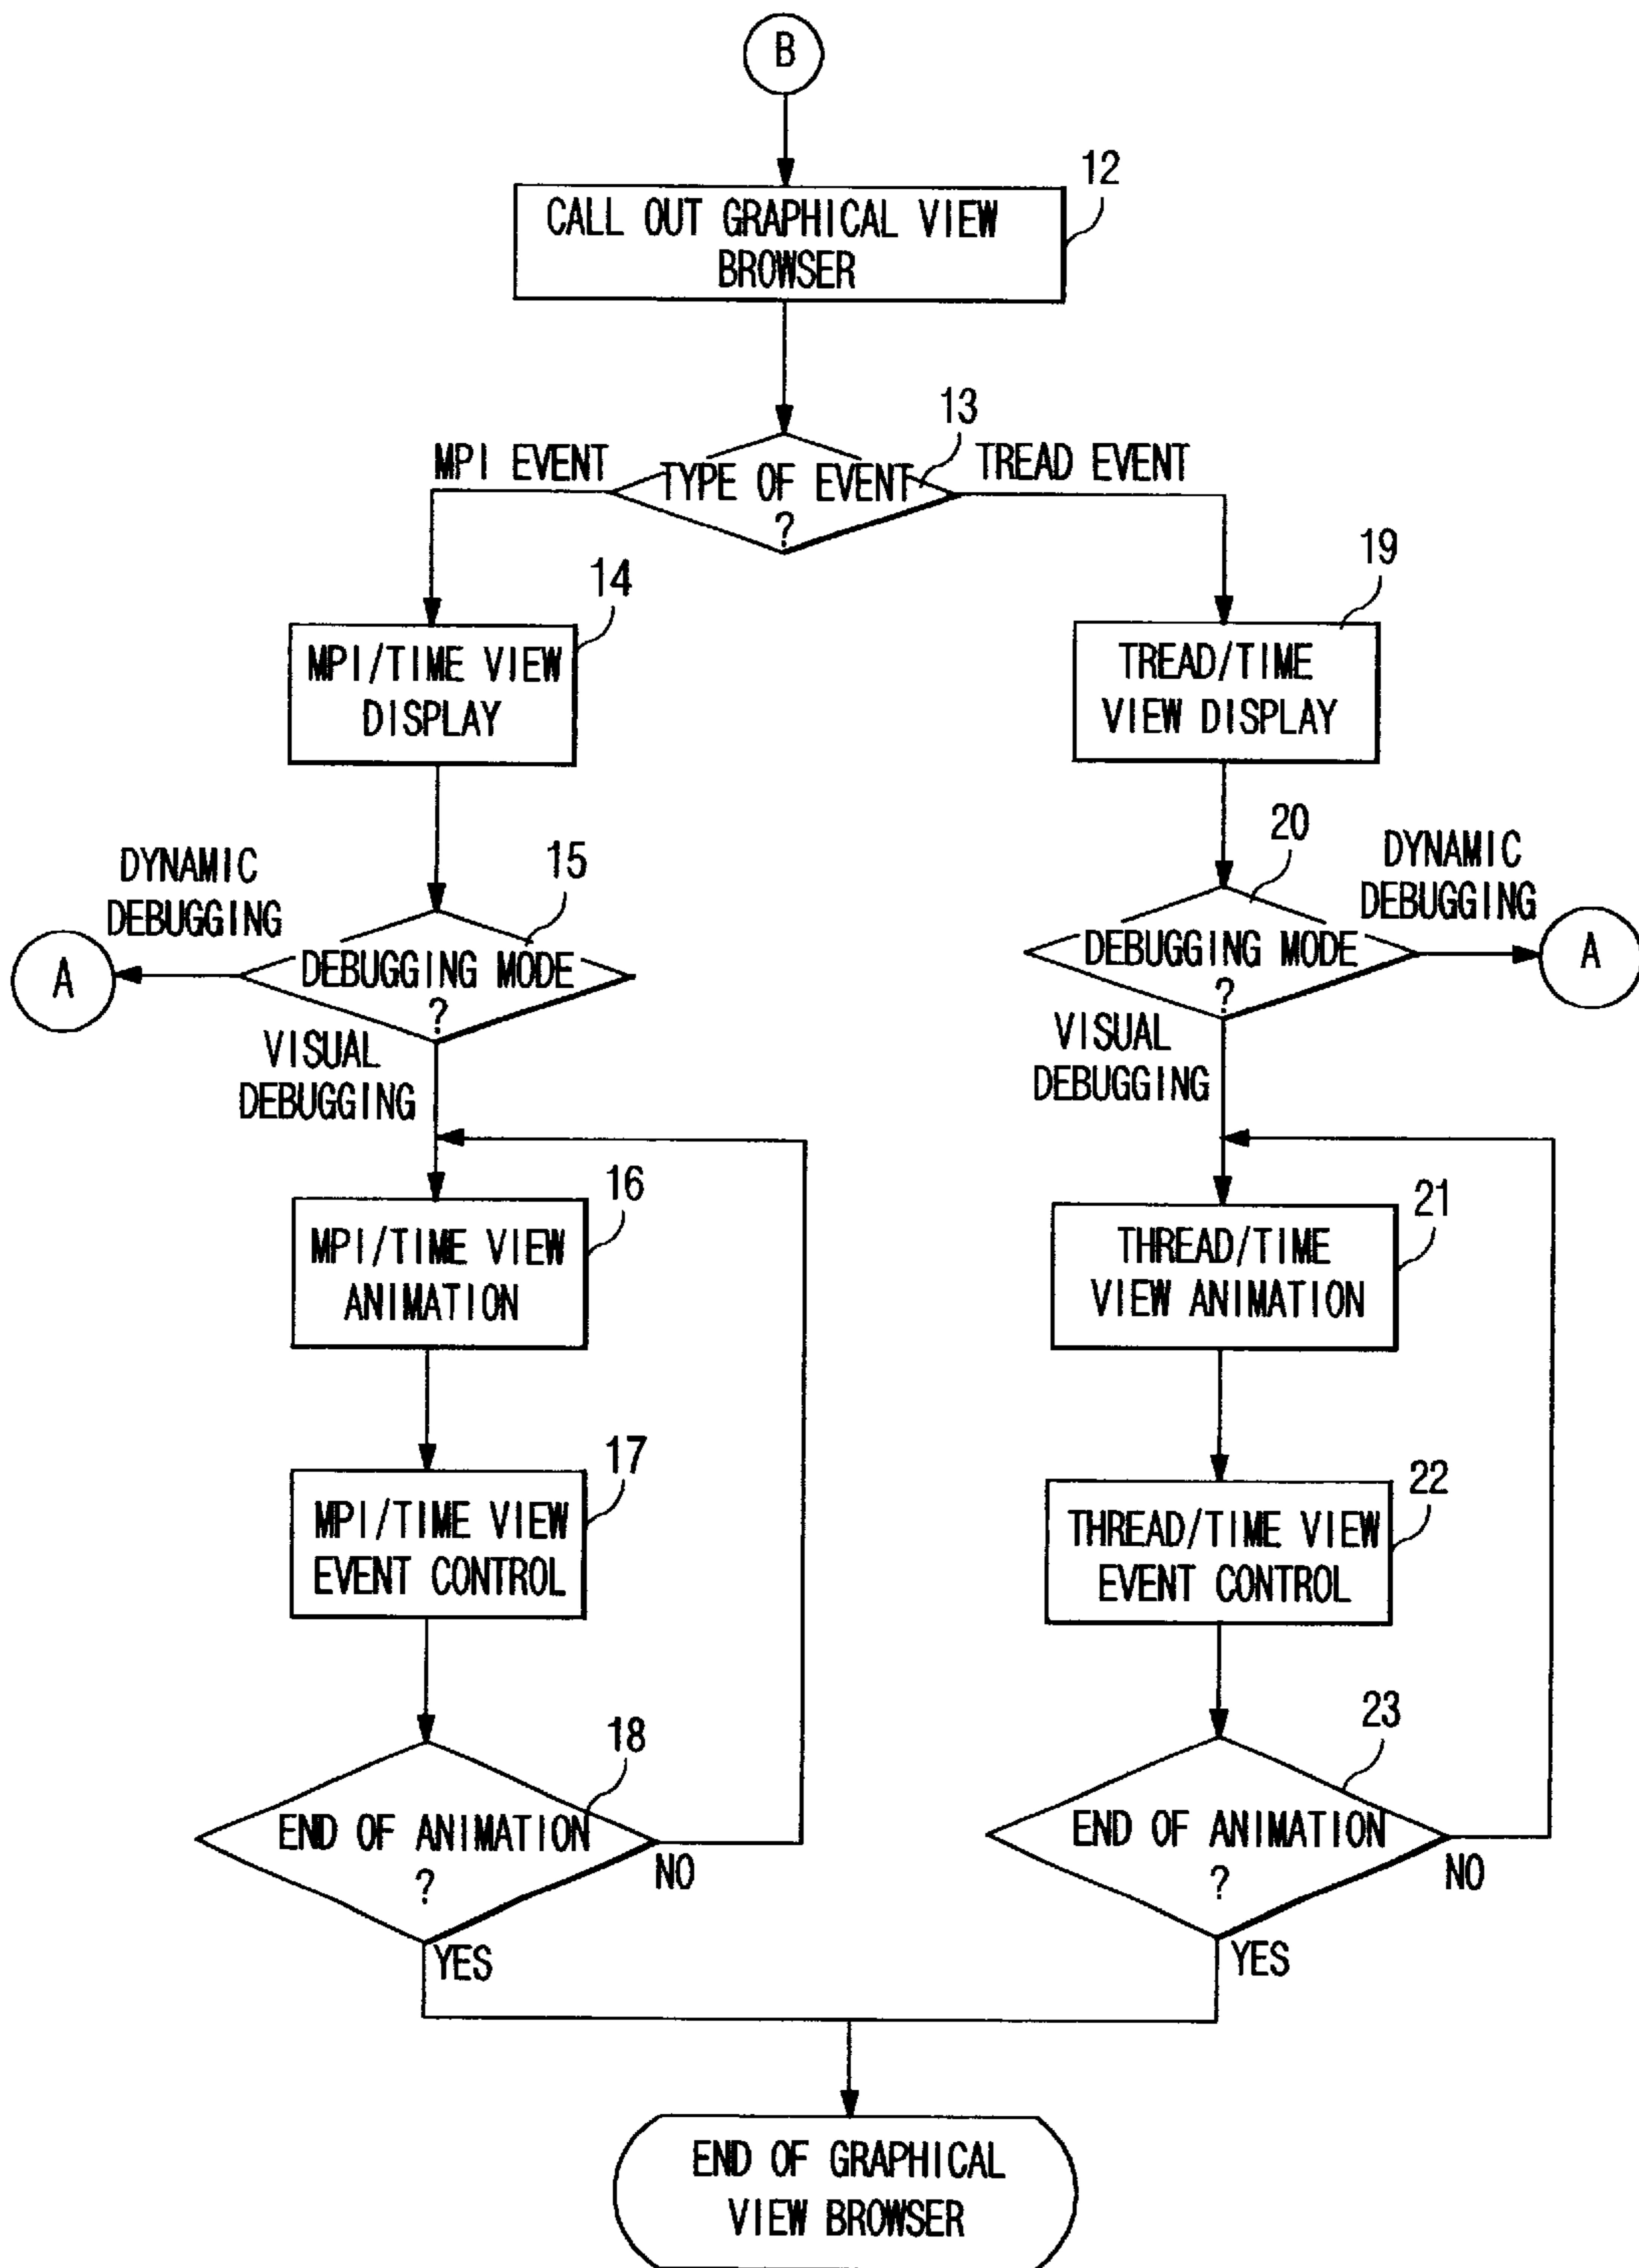 B
12
CALL OUT GRAPHICAL VIEW
BROWSER
13
MPI EVENT
TYPE OF EVENT
?
TREAD EVENT
14
MPI/TIME VIEW
DISPLAY
19
TREAD/TIME
VIEW DISPLAY
DYNAMIC
DEBUGGING
15
A
DEBUGGING MODE
?
VISUAL
DEBUGGING
20
DYNAMIC
DEBUGGING
DEBUGGING MODE
?
A
VISUAL
DEBUGGING
16
MPI/TIME VIEW
ANIMATION
21
THREAD/TIME
VIEW ANIMATION
17
MPI/TIME VIEW
EVENT CONTROL
22
THREAD/TIME VIEW
EVENT CONTROL
18
END OF ANIMATION
?
NO
YES
23
END OF ANIMATION
?
NO
YES
END OF GRAPHICAL
VIEW BROWSER